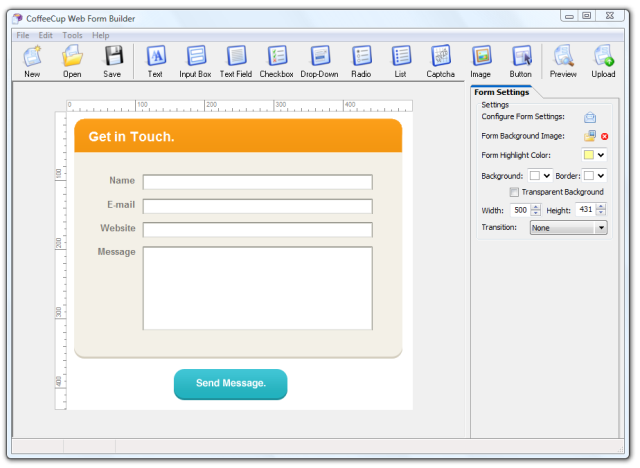 CoffeeCup Web Form Builder
File Edit Tools Help
New Open Save Text Input Box Text Field Checkbox Drop-Down Radio List Captcha Image Button Preview Upload
Form Settings
Settings
Configure Form Settings:
Form Background Image:
Form Highlight Color:
Background: Border:
Transparent Background
Width: 500 Height: 431
Transition: None
0 100 200 300 400
100
200
300
400
Get in Touch.
Name
E-mail
Website
Message
Send Message.